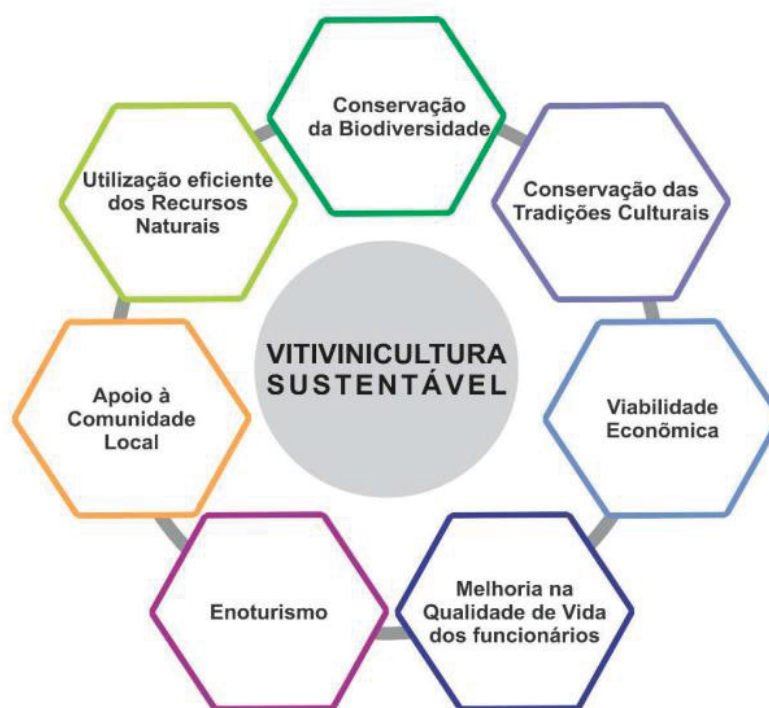 Conservação
da Biodiversidade
Conservação das
Tradições Culturais
Viabilidade
Econômica
Melhoria na
Qualidade de Vida
dos funcionários
Enoturismo
Apoio à
Comunidade
Local
Utilização eficiente
dos Recursos
Naturais
VITIVINICULTURA
SUSTENTÁVEL